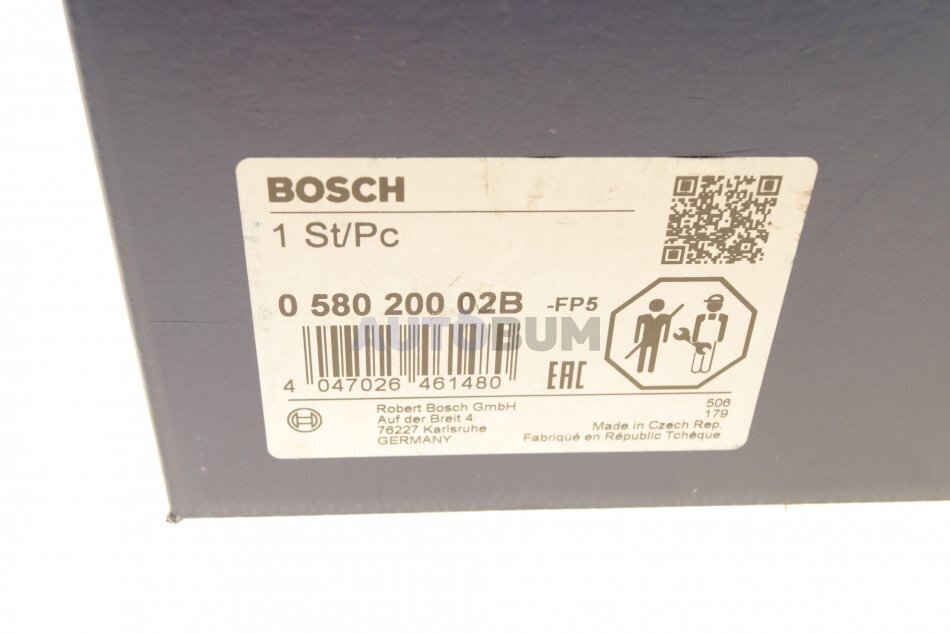 BOSCH
1 St/Pc
0 580 200 02B -FP5
AUTOBUM
4 047026 461480
EAC
Robert Bosch GmbH
Auf der Breit 4
76227 Karlsruhe
GERMANY
506
179
Made in Czech Rep.
Fabriqué en Républic Tchèque